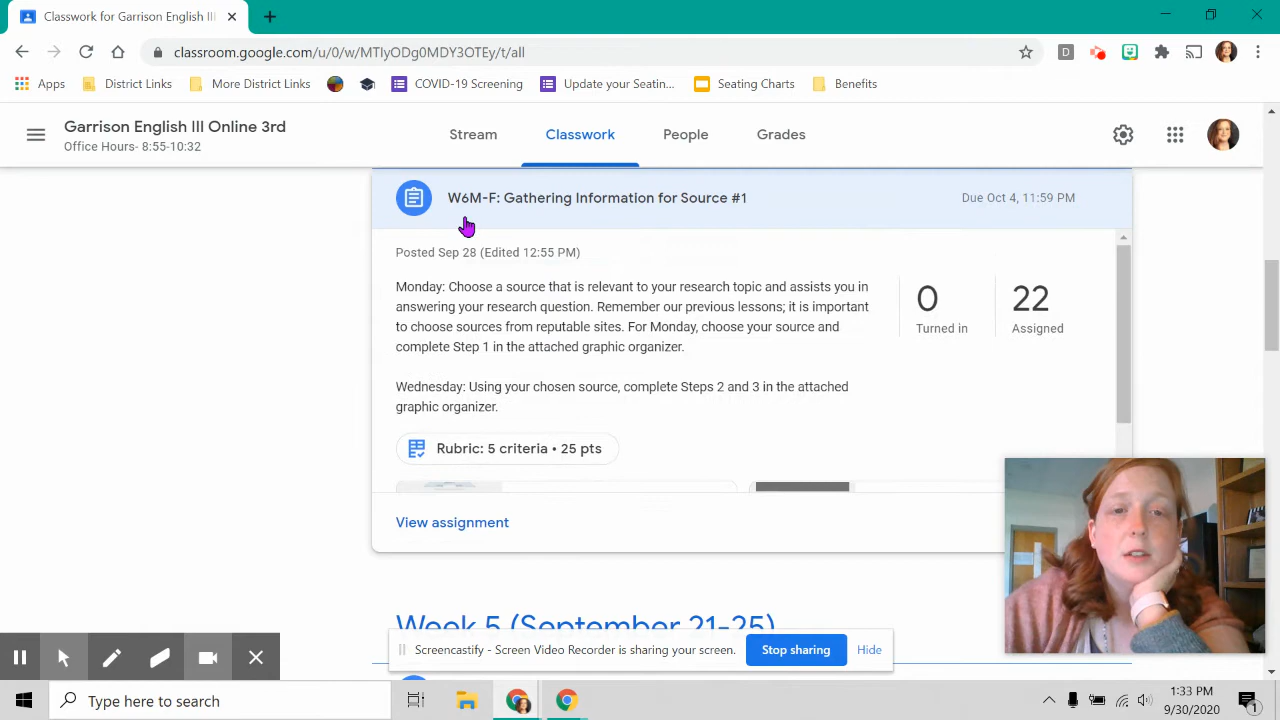 Classwork for Garrison English III
classroom.google.com/u/0/w/MTIyODg0MDY3OTEy/t/all
D
Apps
District Links
More District Links
COVID-19 Screening
Update your Seatin...
Seating Charts
Benefits
Garrison English III Online 3rd
Office Hours- 8:55-10:32
Stream
Classwork
People
Grades
W6M-F: Gathering Information for Source #1
Due Oct 4, 11:59 PM
Posted Sep 28 (Edited 12:55 PM)
Monday: Choose a source that is relevant to your research topic and assists you in
answering your research question. Remember our previous lessons; it is important
to choose sources from reputable sites. For Monday, choose your source and
complete Step 1 in the attached graphic organizer.
0
Turned in
22
Assigned
Wednesday: Using your chosen source, complete Steps 2 and 3 in the attached
graphic organizer.
Rubric: 5 criteria • 25 pts
View assignment
Week 5 (September 21-25)
Screencastify - Screen Video Recorder is sharing your screen.
Stop sharing
Hide
Type here to search
1:33 PM
9/30/2020
1